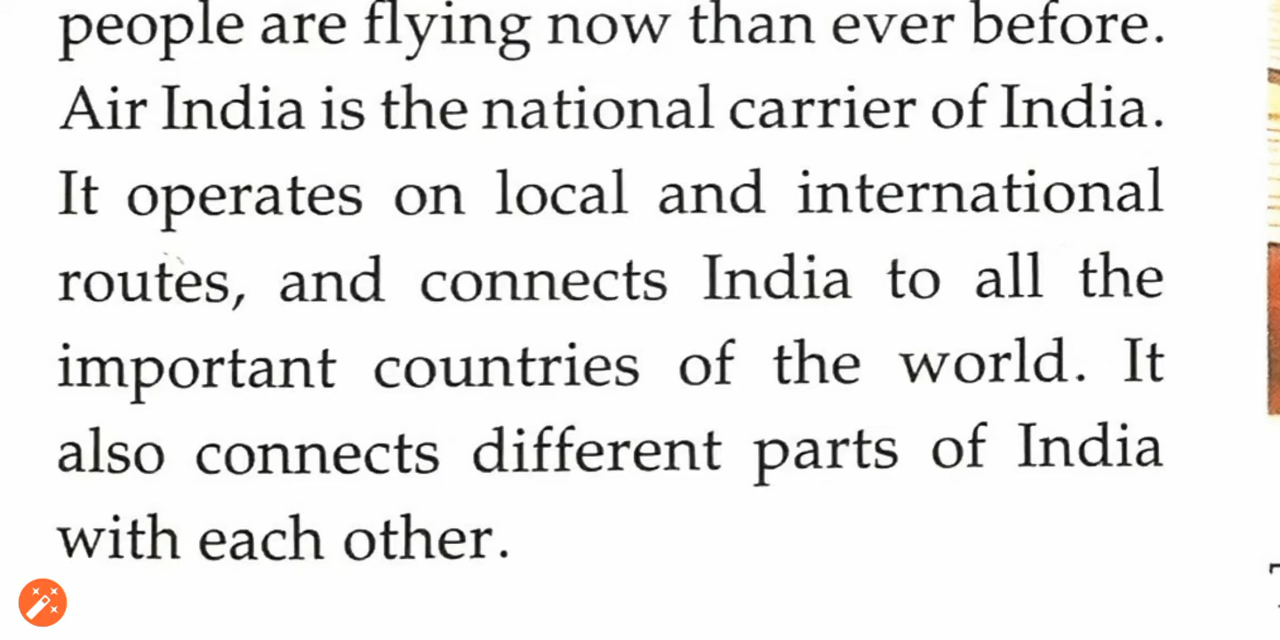 people are flying now than ever before.
Air India is the national carrier of India.
It operates on local and international
routes, and connects India to all the
important countries of the world. It
also connects different parts of India
with each other.